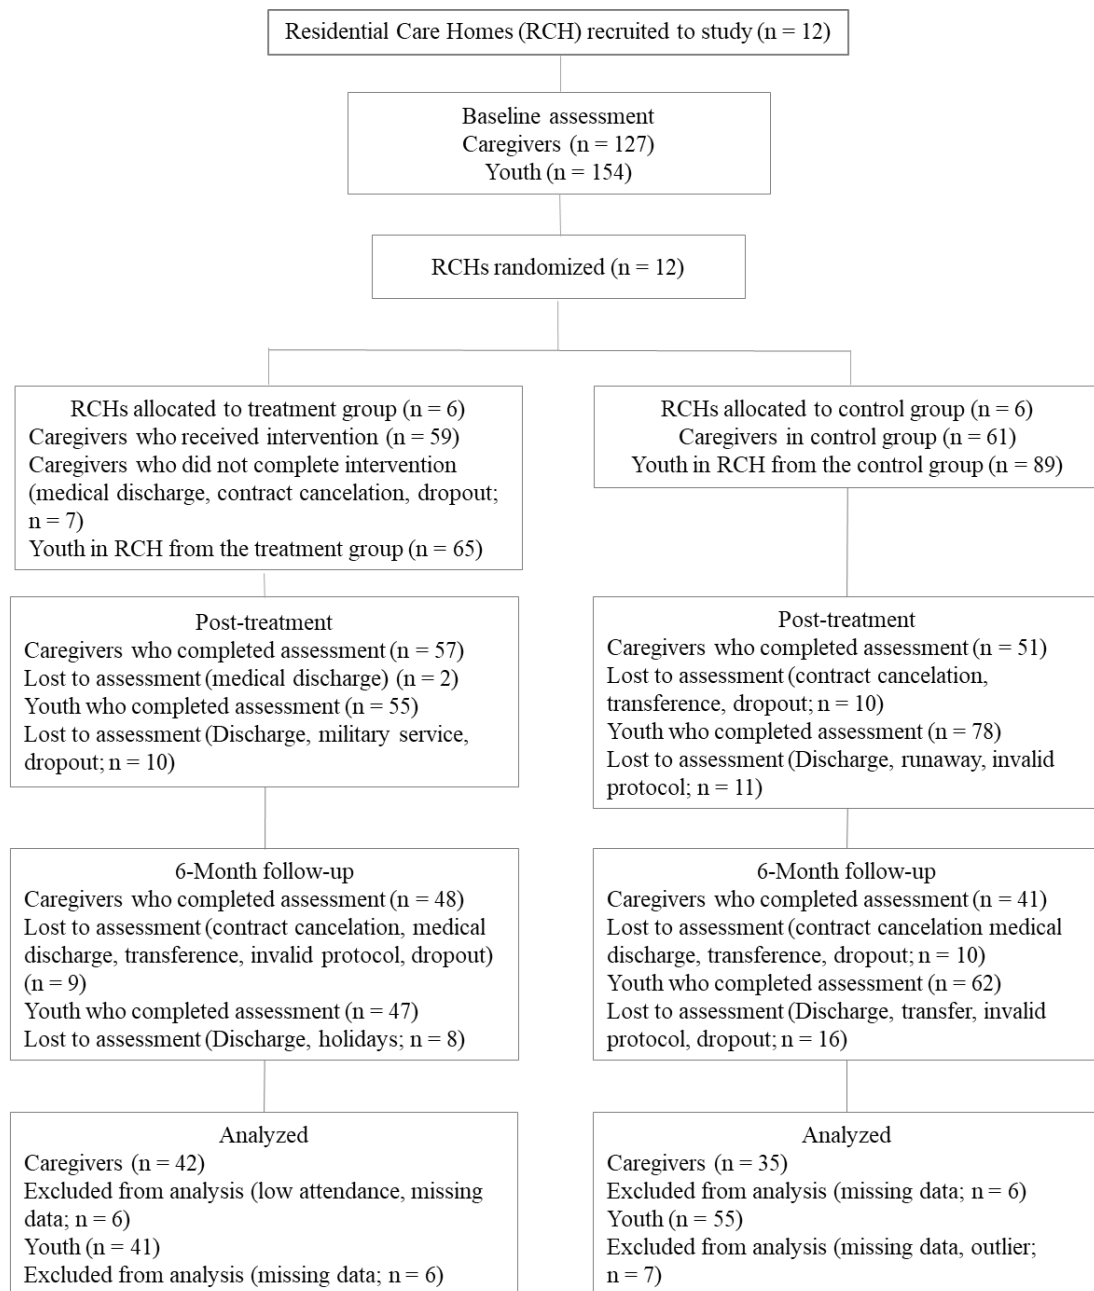 Residential Care Homes (RCH) recruited to study (n = 12)
Baseline assessment
Caregivers (n = 127)
Youth (n = 154)
RCHs randomized (n = 12)
RCHs allocated to treatment group (n = 6)
Caregivers who received intervention (n = 59)
Caregivers who did not complete intervention
(medical discharge, contract cancelation, dropout;
n = 7)
Youth in RCH from the treatment group (n = 65)
RCHs allocated to control group (n = 6)
Caregivers in control group (n = 61)
Youth in RCH from the control group (n = 89)
Post-treatment
Caregivers who completed assessment (n = 57)
Lost to assessment (medical discharge) (n = 2)
Youth who completed assessment (n = 55)
Lost to assessment (Discharge, military service,
dropout; n = 10)
Post-treatment
Caregivers who completed assessment (n = 51)
Lost to assessment (contract cancelation,
transference, dropout; n = 10)
Youth who completed assessment (n = 78)
Lost to assessment (Discharge, runaway, invalid
protocol; n = 11)
6-Month follow-up
Caregivers who completed assessment (n = 48)
Lost to assessment (contract cancelation, medical
discharge, transference, invalid protocol, dropout)
(n = 9)
Youth who completed assessment (n = 47)
Lost to assessment (Discharge, holidays; n = 8)
6-Month follow-up
Caregivers who completed assessment (n = 41)
Lost to assessment (contract cancelation medical
discharge, transference, dropout; n = 10)
Youth who completed assessment (n = 62)
Lost to assessment (Discharge, transfer, invalid
protocol, dropout; n = 16)
Analyzed
Caregivers (n = 42)
Excluded from analysis (low attendance, missing
data; n = 6)
Youth (n = 41)
Excluded from analysis (missing data; n = 6)
Analyzed
Caregivers (n = 35)
Excluded from analysis (missing data; n = 6)
Youth (n = 55)
Excluded from analysis (missing data, outlier;
n = 7)